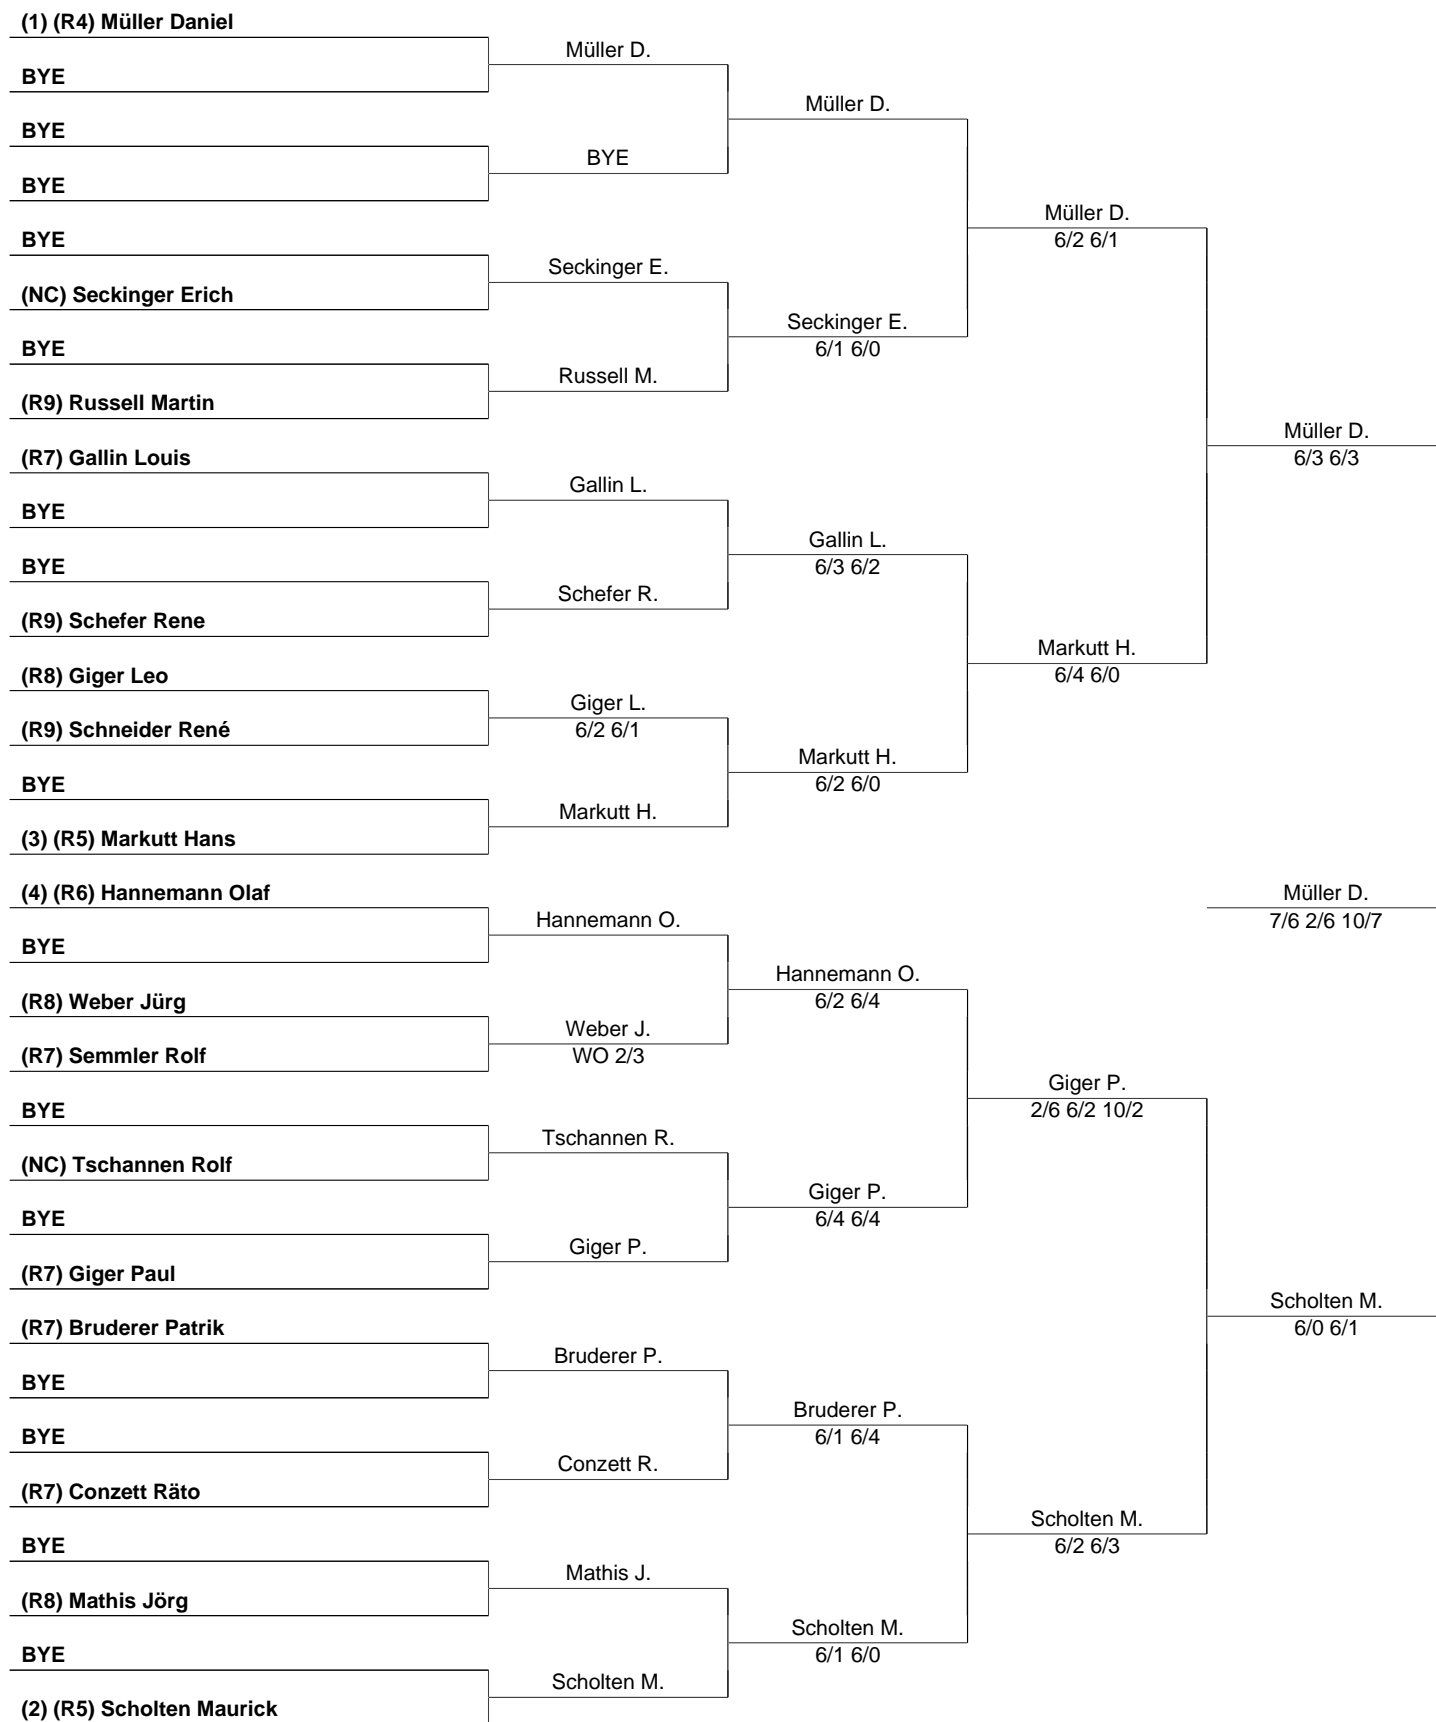 (1) (R4) Müller Daniel
Müller D.
BYE
Müller D.
BYE
BYE
BYE
Müller D.
6/2 6/1
BYE
Seckinger E.
(NC) Seckinger Erich
Seckinger E.
6/1 6/0
BYE
Russell M.
(R9) Russell Martin
Müller D.
6/3 6/3
(R7) Gallin Louis
Gallin L.
BYE
Gallin L.
6/3 6/2
BYE
Schefer R.
(R9) Schefer Rene
Markutt H.
6/4 6/0
(R8) Giger Leo
Giger L.
6/2 6/1
(R9) Schneider René
Markutt H.
6/2 6/0
BYE
Markutt H.
(3) (R5) Markutt Hans
(4) (R6) Hannemann Olaf
Müller D.
7/6 2/6 10/7
Hannemann O.
BYE
Hannemann O.
6/2 6/4
(R8) Weber Jürg
Weber J.
WO 2/3
(R7) Semmler Rolf
Giger P.
2/6 6/2 10/2
BYE
Tschannen R.
(NC) Tschannen Rolf
Giger P.
6/4 6/4
BYE
Giger P.
(R7) Giger Paul
Scholten M.
6/0 6/1
(R7) Bruderer Patrik
Bruderer P.
BYE
Bruderer P.
6/1 6/4
BYE
Conzett R.
(R7) Conzett Räto
Scholten M.
6/2 6/3
BYE
Mathis J.
(R8) Mathis Jörg
Scholten M.
6/1 6/0
BYE
Scholten M.
(2) (R5) Scholten Maurick